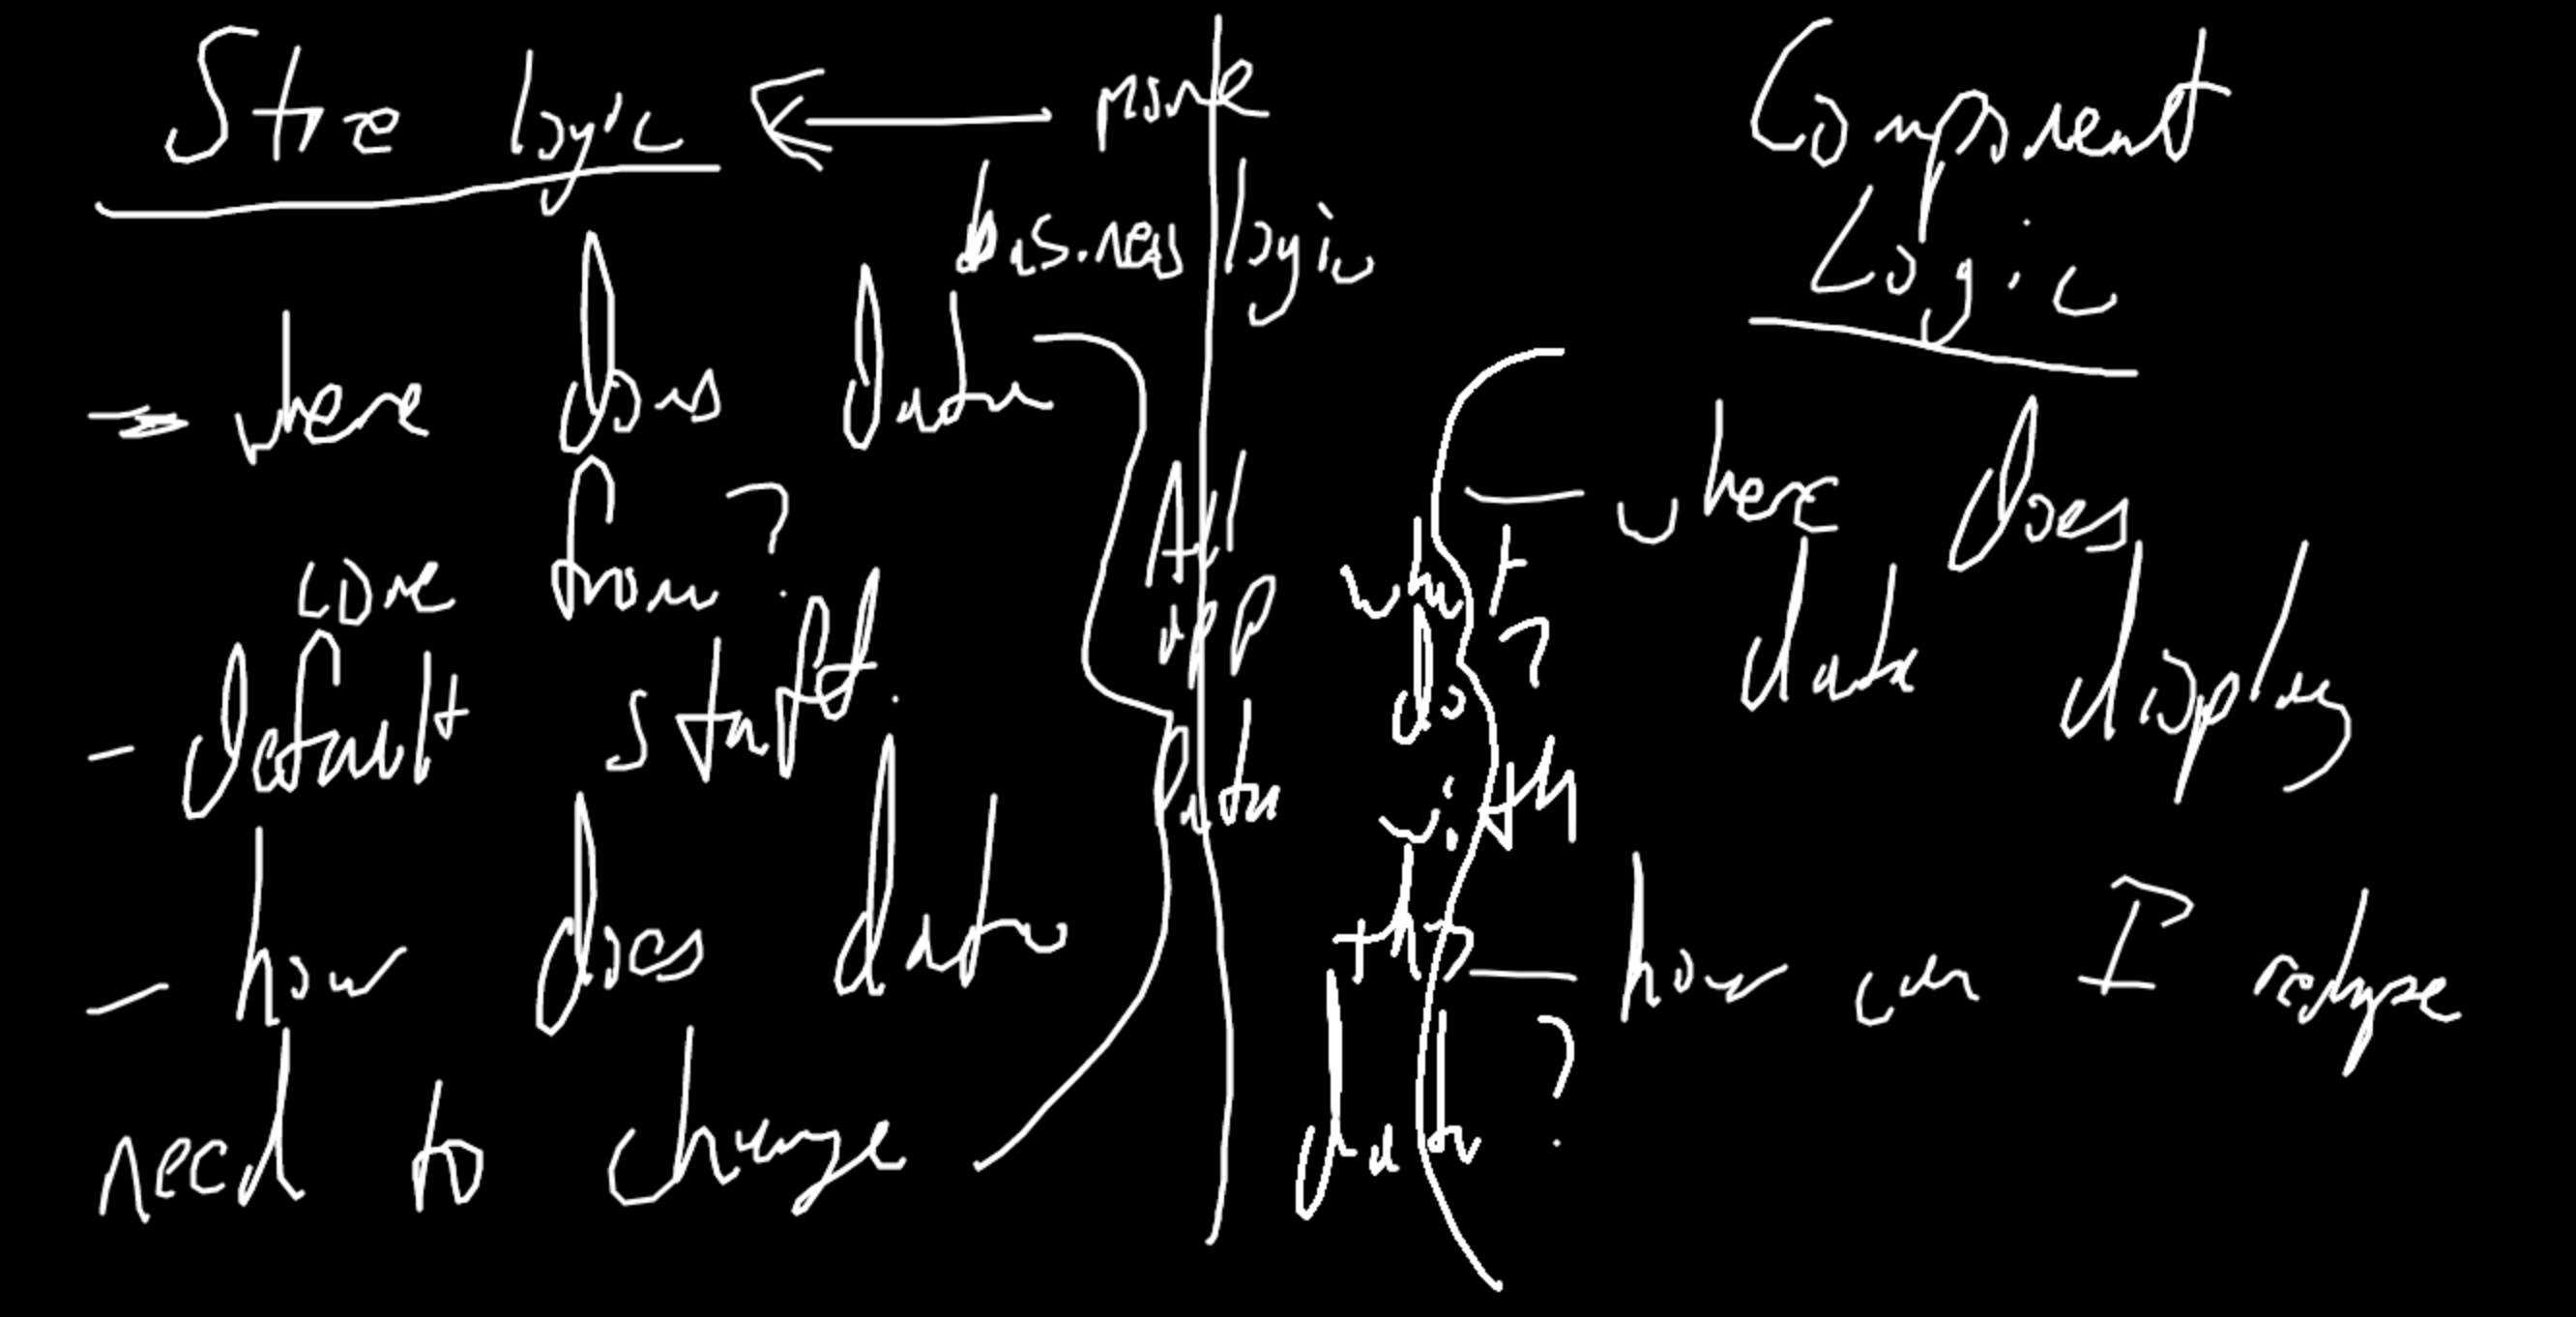 Store logic
more
business logic
- where does data
come from?
- default stuff.
- how does data
need to change
All
app
Data
Component
Logic
what
do ?
with
this
data ?
- where does
data display
- how can I